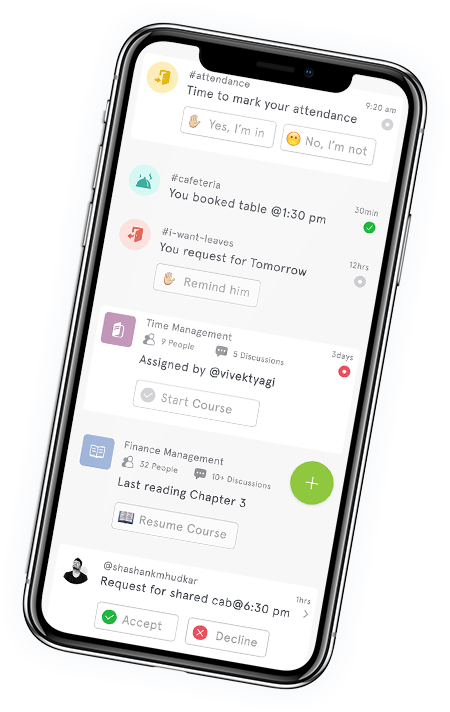 #attendance
9:20 am
Time to mark your attendance
Yes, I'm in
No, I'm not
#cafeteria
30min
You booked table @1:30 pm
#i-want-leaves
12hrs
You request for Tomorrow
Remind him
Time Management
3days
9 People
5 Discussions
Assigned by @vivektyagi
Start Course
Finance Management
32 People
10+ Discussions
Last reading Chapter 3
Resume Course
@shashankmhudkar
1hrs
Request for shared cab@6:30 pm
Accept
Decline